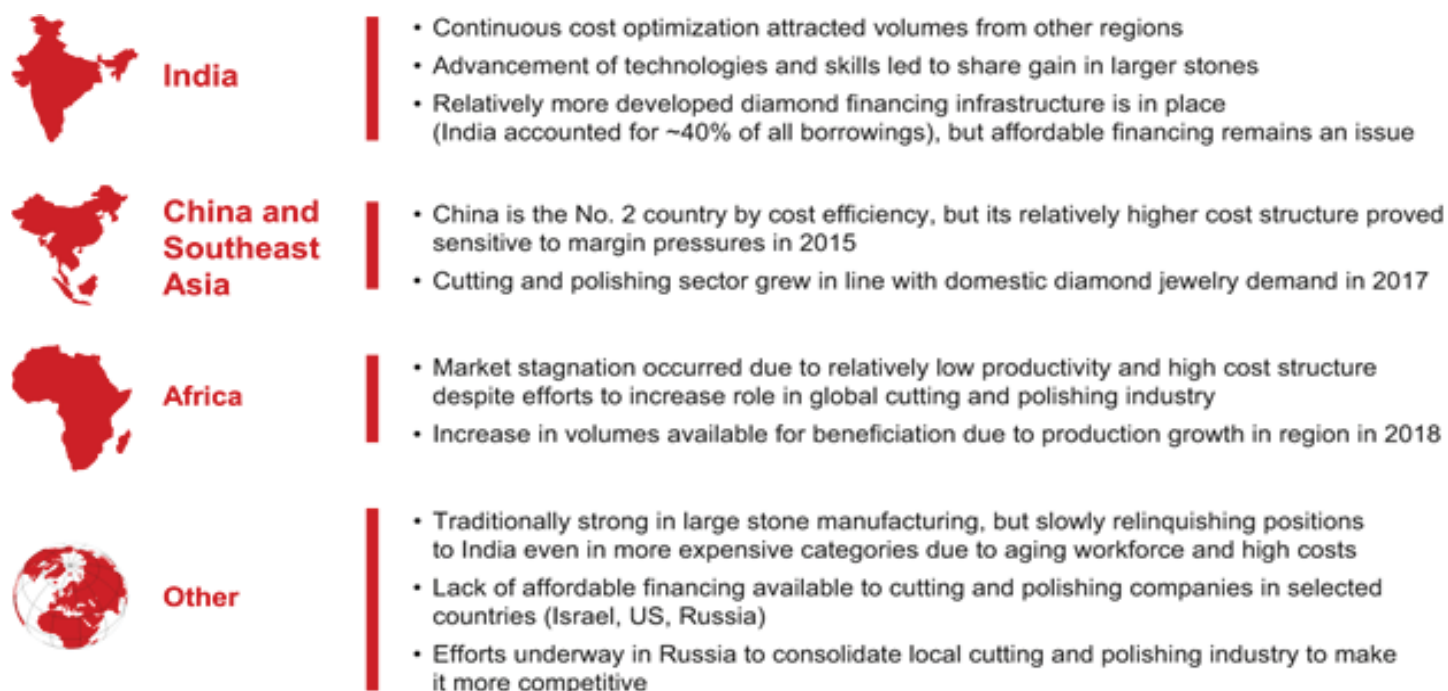 India
• Continuous cost optimization attracted volumes from other regions
• Advancement of technologies and skills led to share gain in larger stones
• Relatively more developed diamond financing infrastructure is in place
(India accounted for ~40% of all borrowings), but affordable financing remains an issue
China and
Southeast
Asia
• China is the No. 2 country by cost efficiency, but its relatively higher cost structure proved
sensitive to margin pressures in 2015
• Cutting and polishing sector grew in line with domestic diamond jewelry demand in 2017
Africa
• Market stagnation occurred due to relatively low productivity and high cost structure
despite efforts to increase role in global cutting and polishing industry
• Increase in volumes available for beneficiation due to production growth in region in 2018
Other
• Traditionally strong in large stone manufacturing, but slowly relinquishing positions
to India even in more expensive categories due to aging workforce and high costs
• Lack of affordable financing available to cutting and polishing companies in selected
countries (Israel, US, Russia)
• Efforts underway in Russia to consolidate local cutting and polishing industry to make
it more competitive